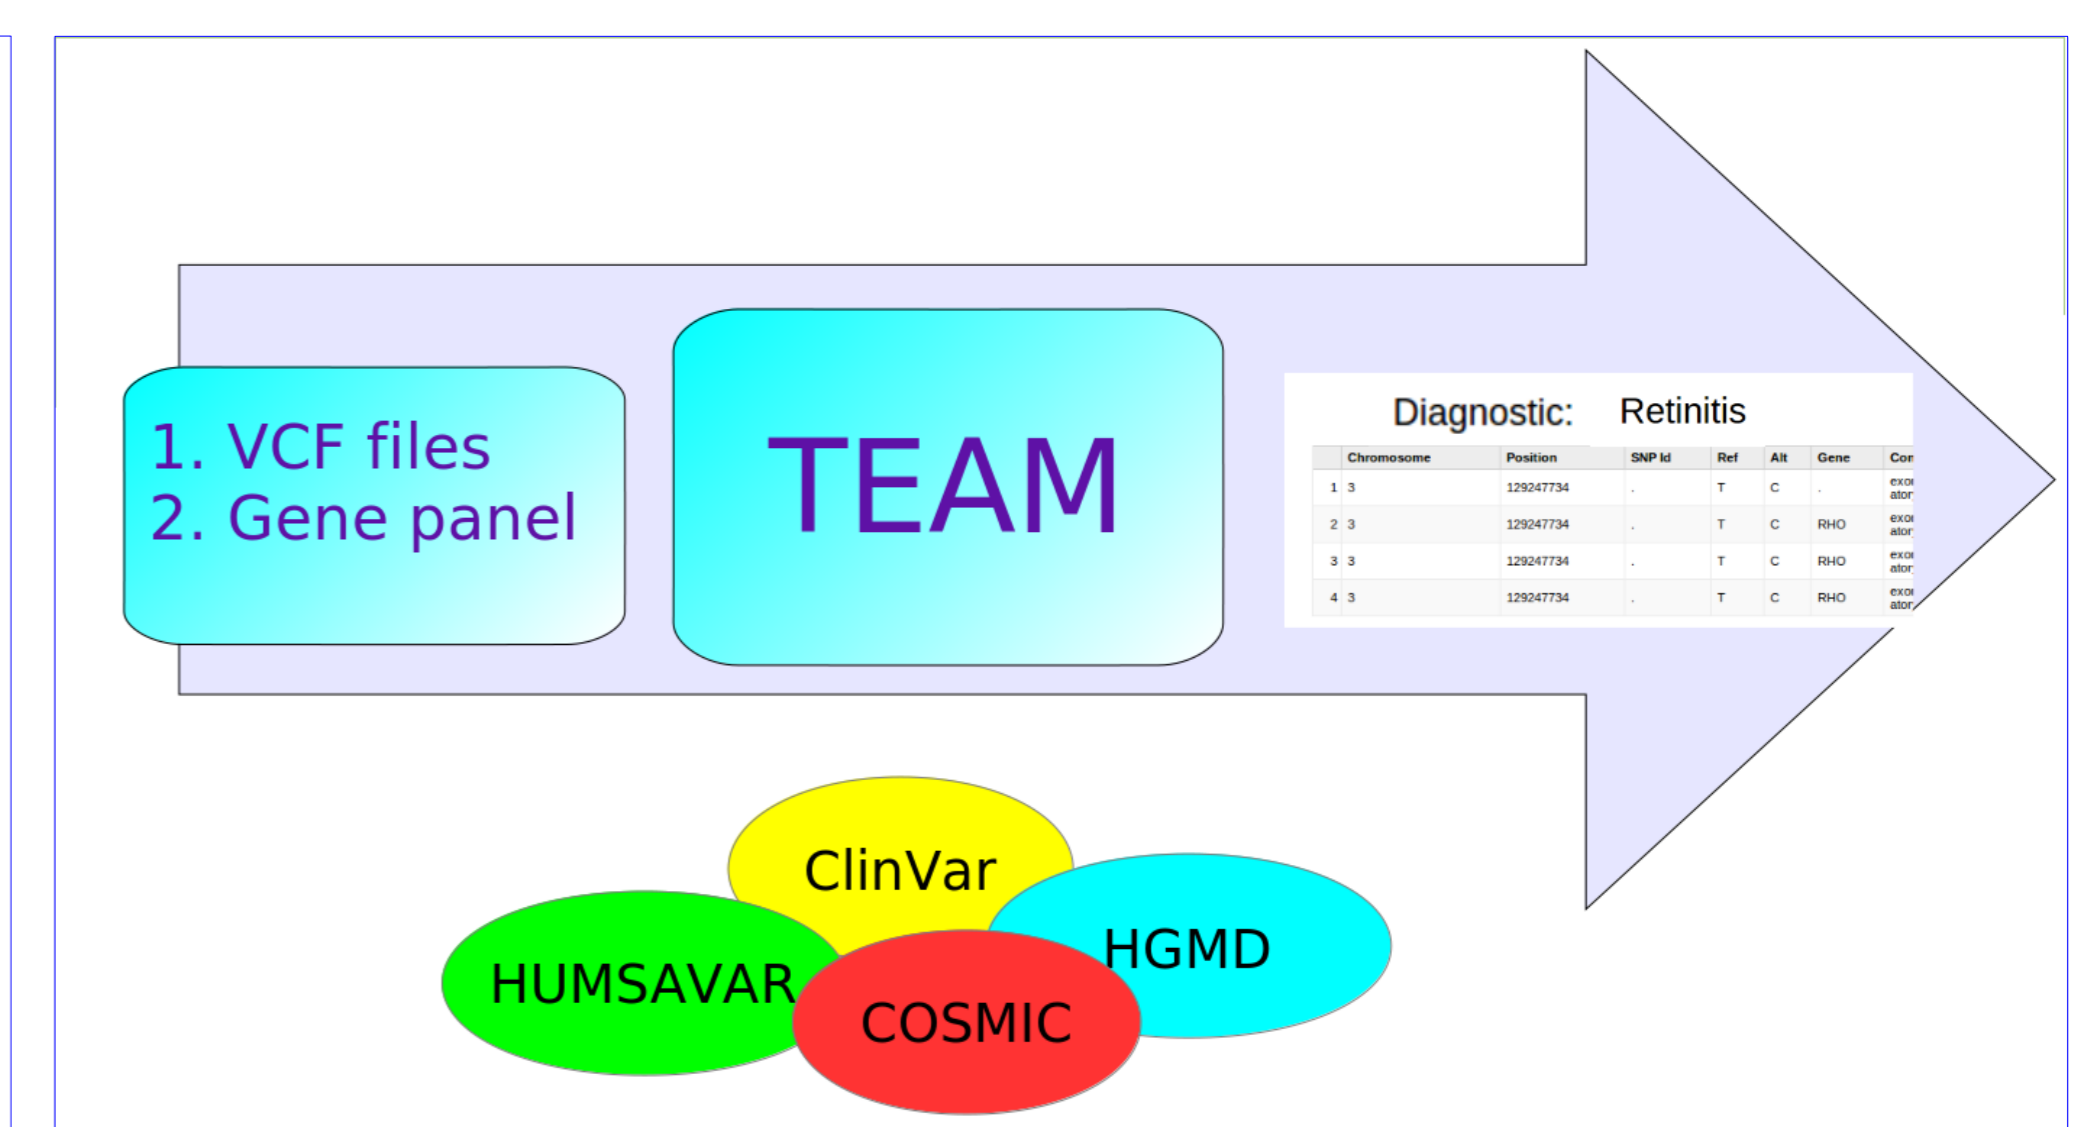 1. VCF files
2. Gene panel
TEAM
Diagnostic: Retinitis
Chromosome Position SNP Id Ref Alt Gene
1 3 129247734 . T C .
2 3 129247734 . T C RHO
3 3 129247734 . T C RHO
4 3 129247734 . T C RHO
ClinVar
HGMD
HUMSAVAR
COSMIC